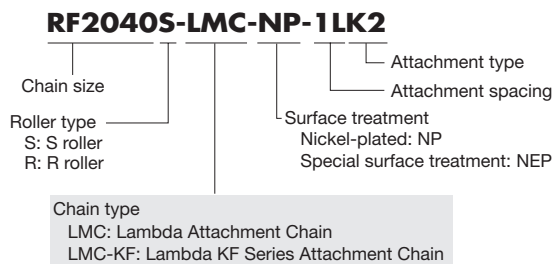 RF2040S-LMC-NP-1LK2
Attachment type
Attachment spacing
Chain size
Roller type
S: S roller
R: R roller
Surface treatment
Nickel-plated: NP
Special surface treatment: NEP
Chain type
LMC: Lambda Attachment Chain
LMC-KF: Lambda KF Series Attachment Chain